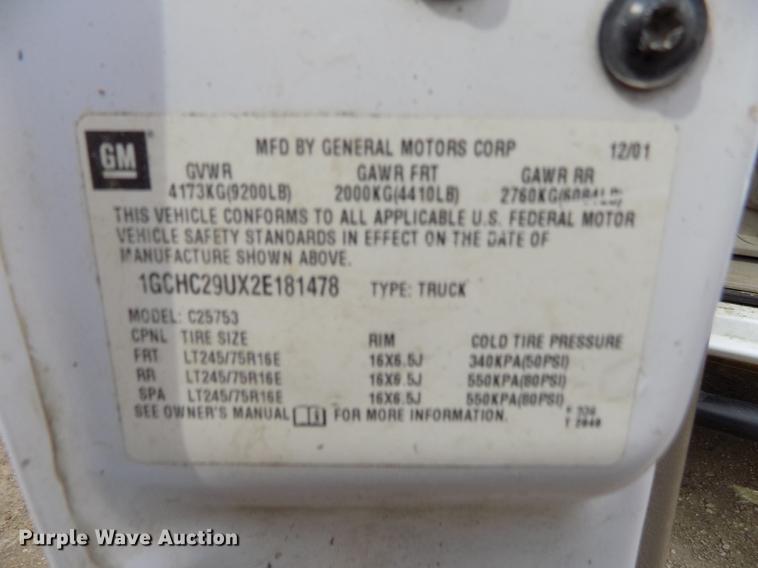 GM ®
MFD BY GENERAL MOTORS CORP 12/01
GVWR GAWR FRT GAWR RR
4173KG(9200LB) 2000KG(4410LB) 2760KG(6084LB)
THIS VEHICLE CONFORMS TO ALL APPLICABLE U.S. FEDERAL MOTOR
VEHICLE SAFETY STANDARDS IN EFFECT ON THE DATE OF
MANUFACTURE SHOWN ABOVE.
1GCHC29UX2E181478 TYPE: TRUCK
MODEL: C25753
CPNL TIRE SIZE RIM COLD TIRE PRESSURE
FRT LT245/75R16E 16X6.5J 340KPA(50PSI)
RR LT245/75R16E 16X6.5J 550KPA(80PSI)
SPA LT245/75R16E 16X6.5J 550KPA(80PSI)
SEE OWNER'S MANUAL FOR MORE INFORMATION.
Purple Wave Auction